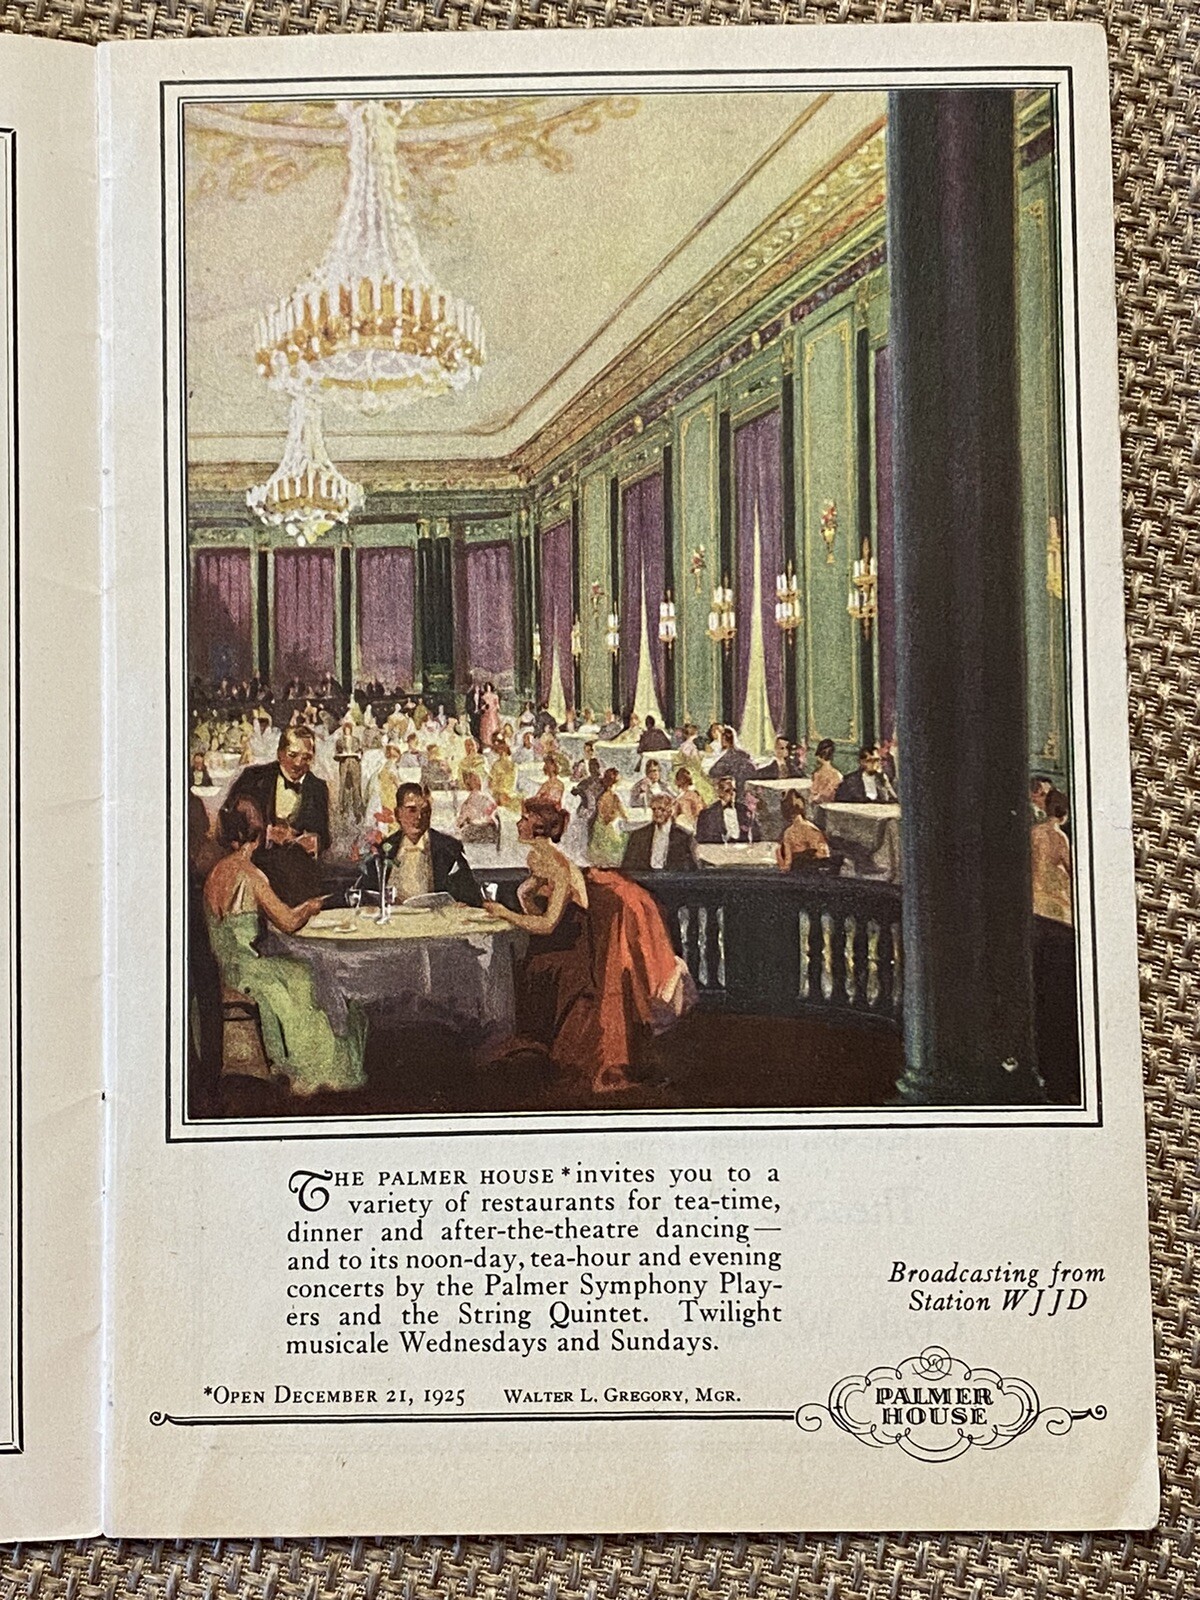 THE PALMER HOUSE * invites you to a
variety of restaurants for tea-time,
dinner and after-the-theatre dancing—
and to its noon-day, tea-hour and evening
concerts by the Palmer Symphony Play-
ers and the String Quintet. Twilight
musicale Wednesdays and Sundays.
Broadcasting from
Station WJJD
*OPEN DECEMBER 21, 1925 WALTER L. GREGORY, MGR.
PALMER
HOUSE